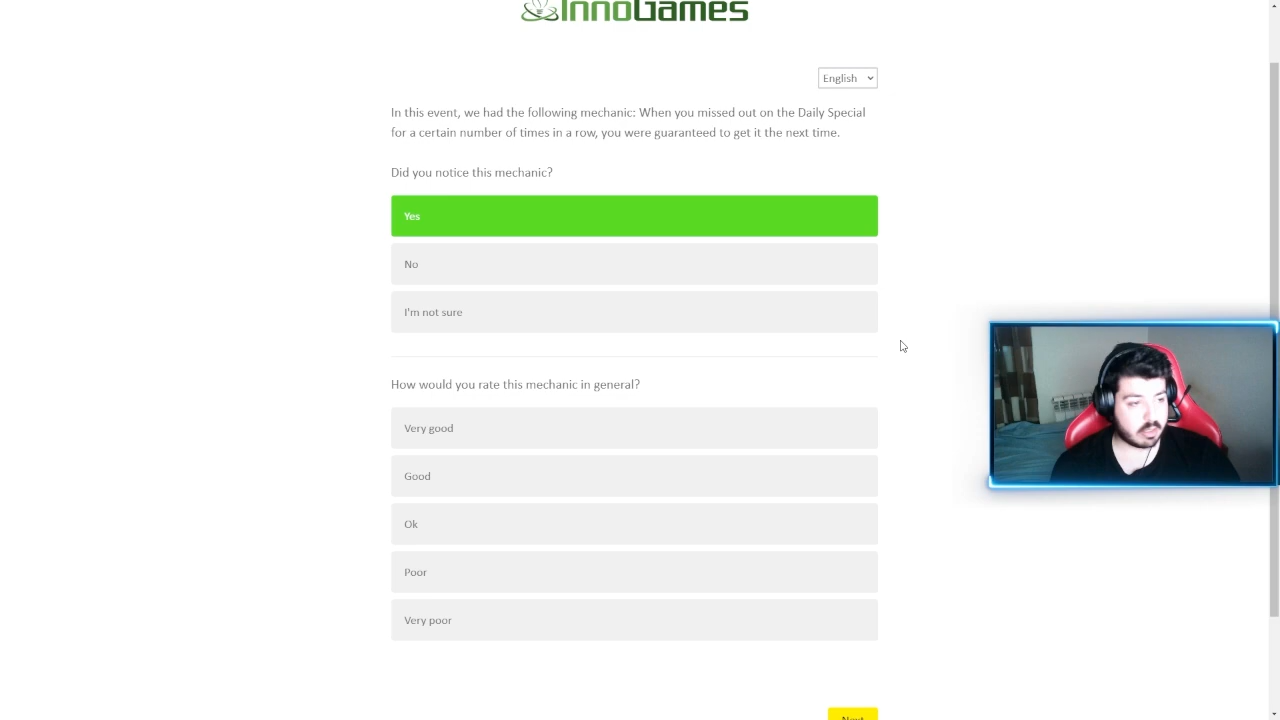 InnoGames
English
In this event, we had the following mechanic: When you missed out on the Daily Special
for a certain number of times in a row, you were guaranteed to get it the next time.
Did you notice this mechanic?
Yes
No
I'm not sure
How would you rate this mechanic in general?
Very good
Good
Ok
Poor
Very poor
Next